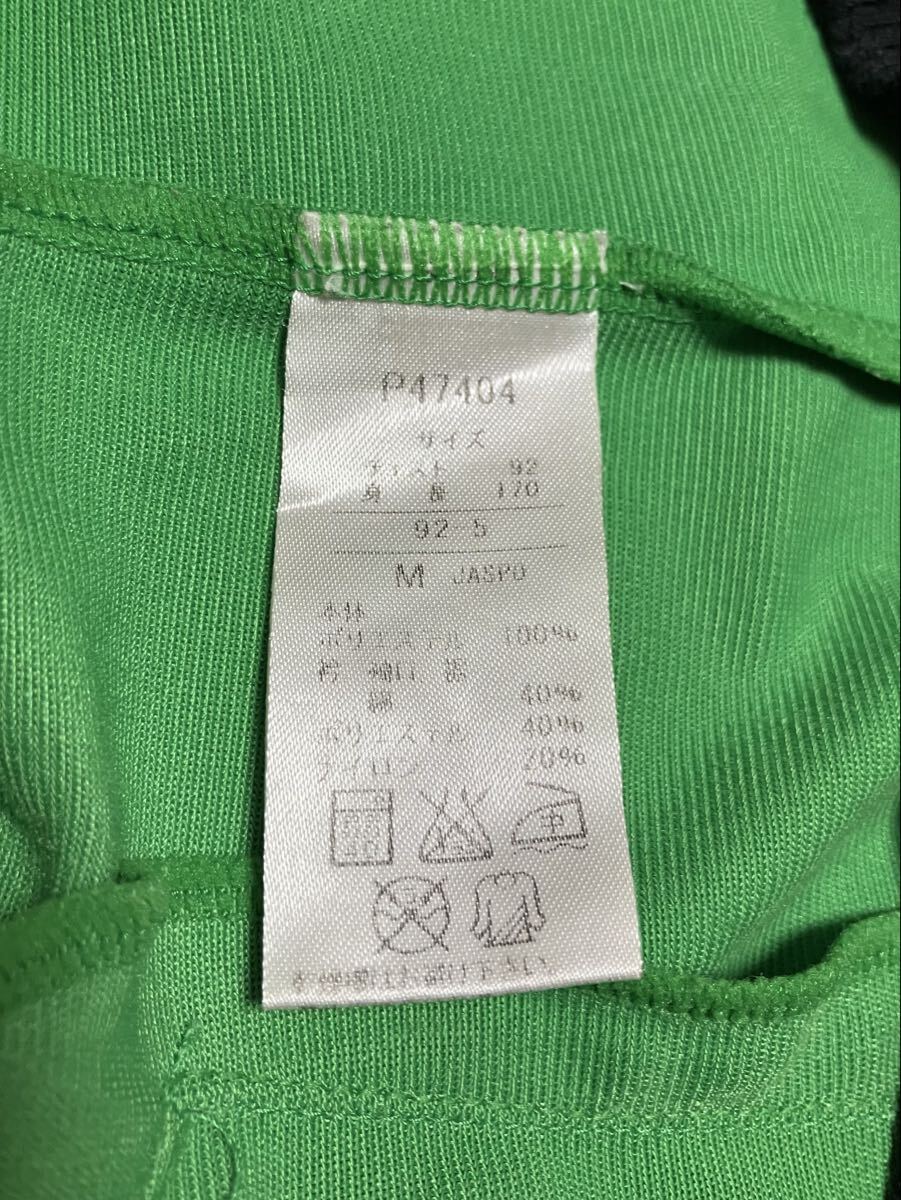 P47404
サイズ
チェスト 92
身 長 170
92-5
M JASPO
本体
ポリエステル 100%
衿 袖口 裾
綿 40%
ポリエステル 40%
ナイロン 20%
中